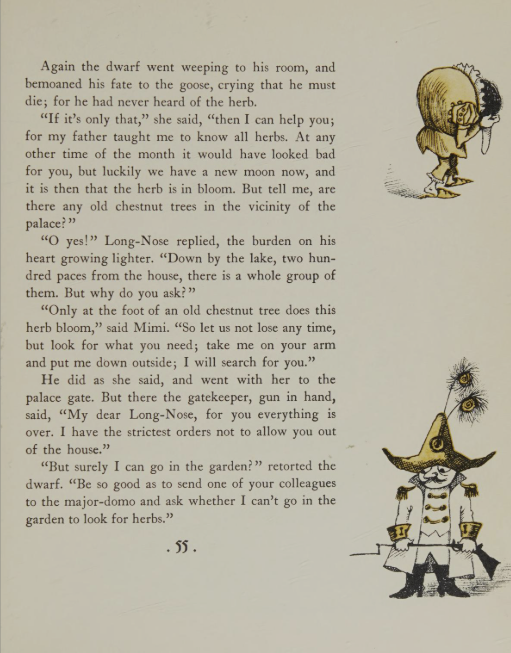 Again the dwarf went weeping to his room, and
bemoaned his fate to the goose, crying that he must
die; for he had never heard of the herb.
"If it's only that," she said, "then I can help you;
for my father taught me to know all herbs. At any
other time of the month it would have looked bad
for you, but luckily we have a new moon now, and
it is then that the herb is in bloom. But tell me, are
there any old chestnut trees in the vicinity of the
palace?"
"O yes!" Long-Nose replied, the burden on his
heart growing lighter. "Down by the lake, two hun-
dred paces from the house, there is a whole group of
them. But why do you ask?"
"Only at the foot of an old chestnut tree does this
herb bloom," said Mimi. "So let us not lose any time,
but look for what you need; take me on your arm
and put me down outside; I will search for you."
He did as she said, and went with her to the
palace gate. But there the gatekeeper, gun in hand,
said, "My dear Long-Nose, for you everything is
over. I have the strictest orders not to allow you out
of the house."
"But surely I can go in the garden?" retorted the
dwarf. "Be so good as to send one of your colleagues
to the major-domo and ask whether I can't go in the
garden to look for herbs."
. 55 .